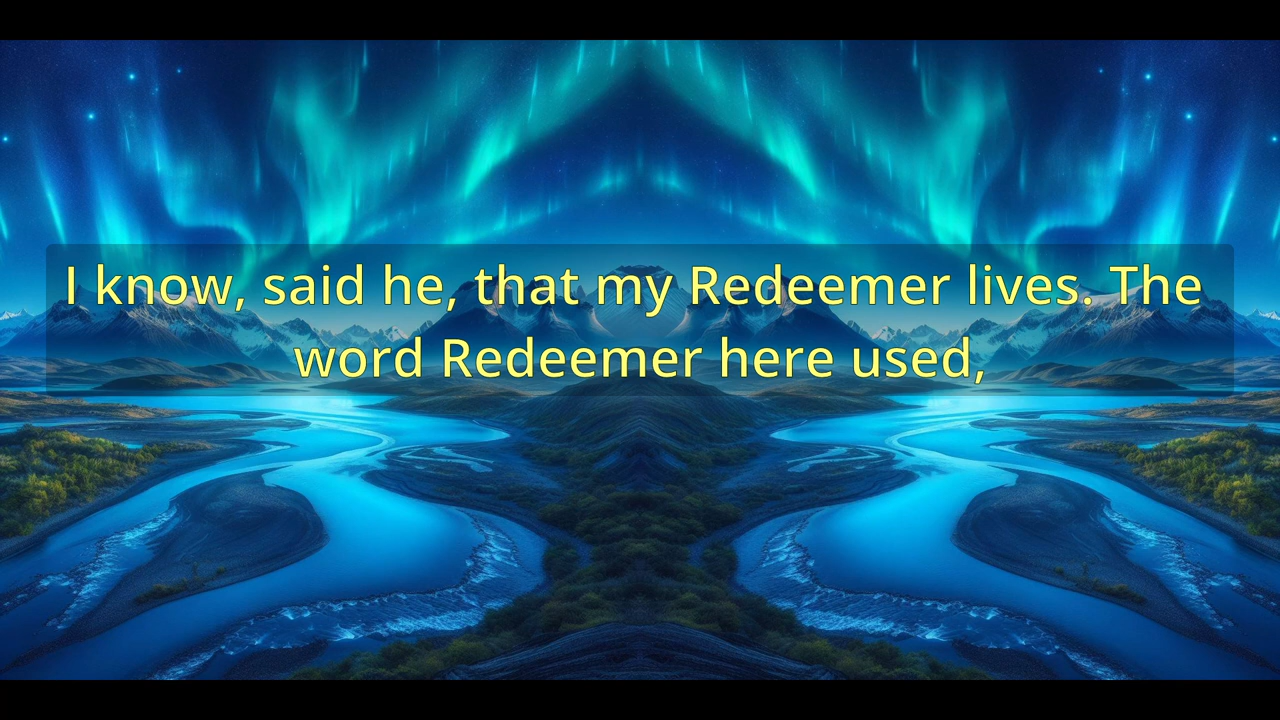 I know, said he, that my Redeemer lives. The
word Redeemer here used,